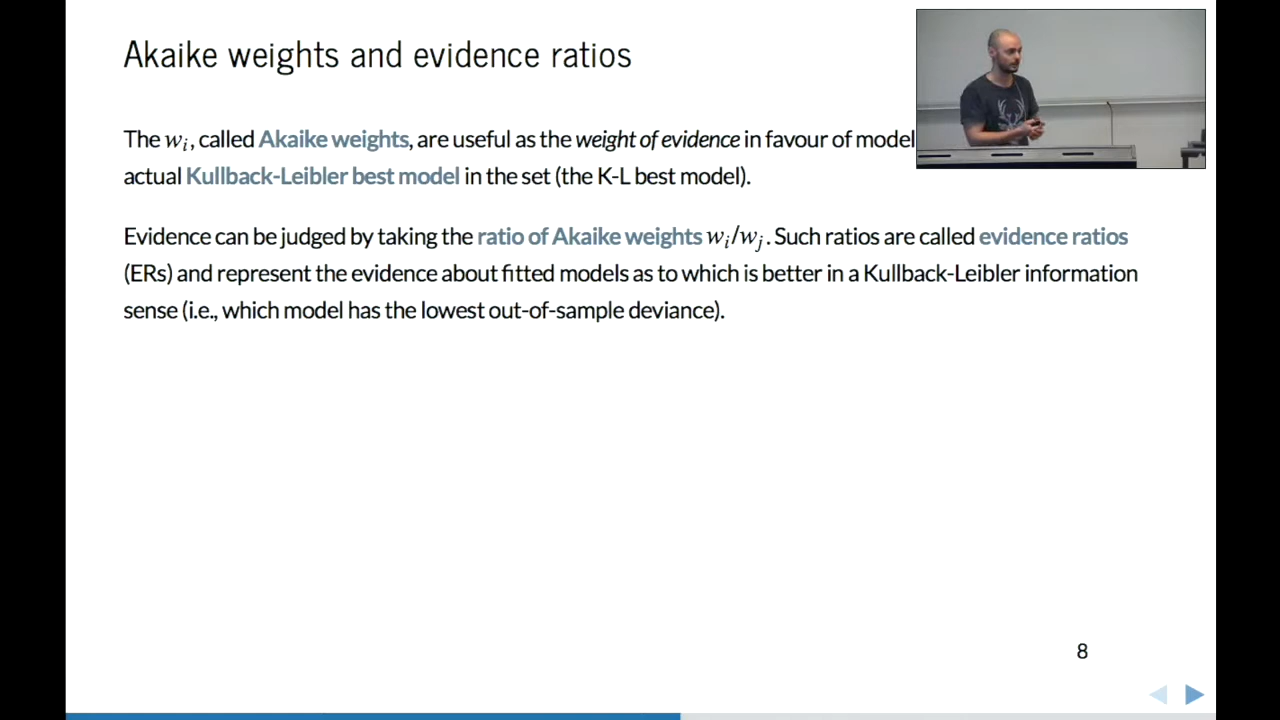 Akaike weights and evidence ratios
The wᵢ, called Akaike weights, are useful as the weight of evidence in favour of model
actual Kullback-Leibler best model in the set (the K-L best model).
Evidence can be judged by taking the ratio of Akaike weights wᵢ/wⱼ. Such ratios are called evidence ratios
(ERs) and represent the evidence about fitted models as to which is better in a Kullback-Leibler information
sense (i.e., which model has the lowest out-of-sample deviance).
8